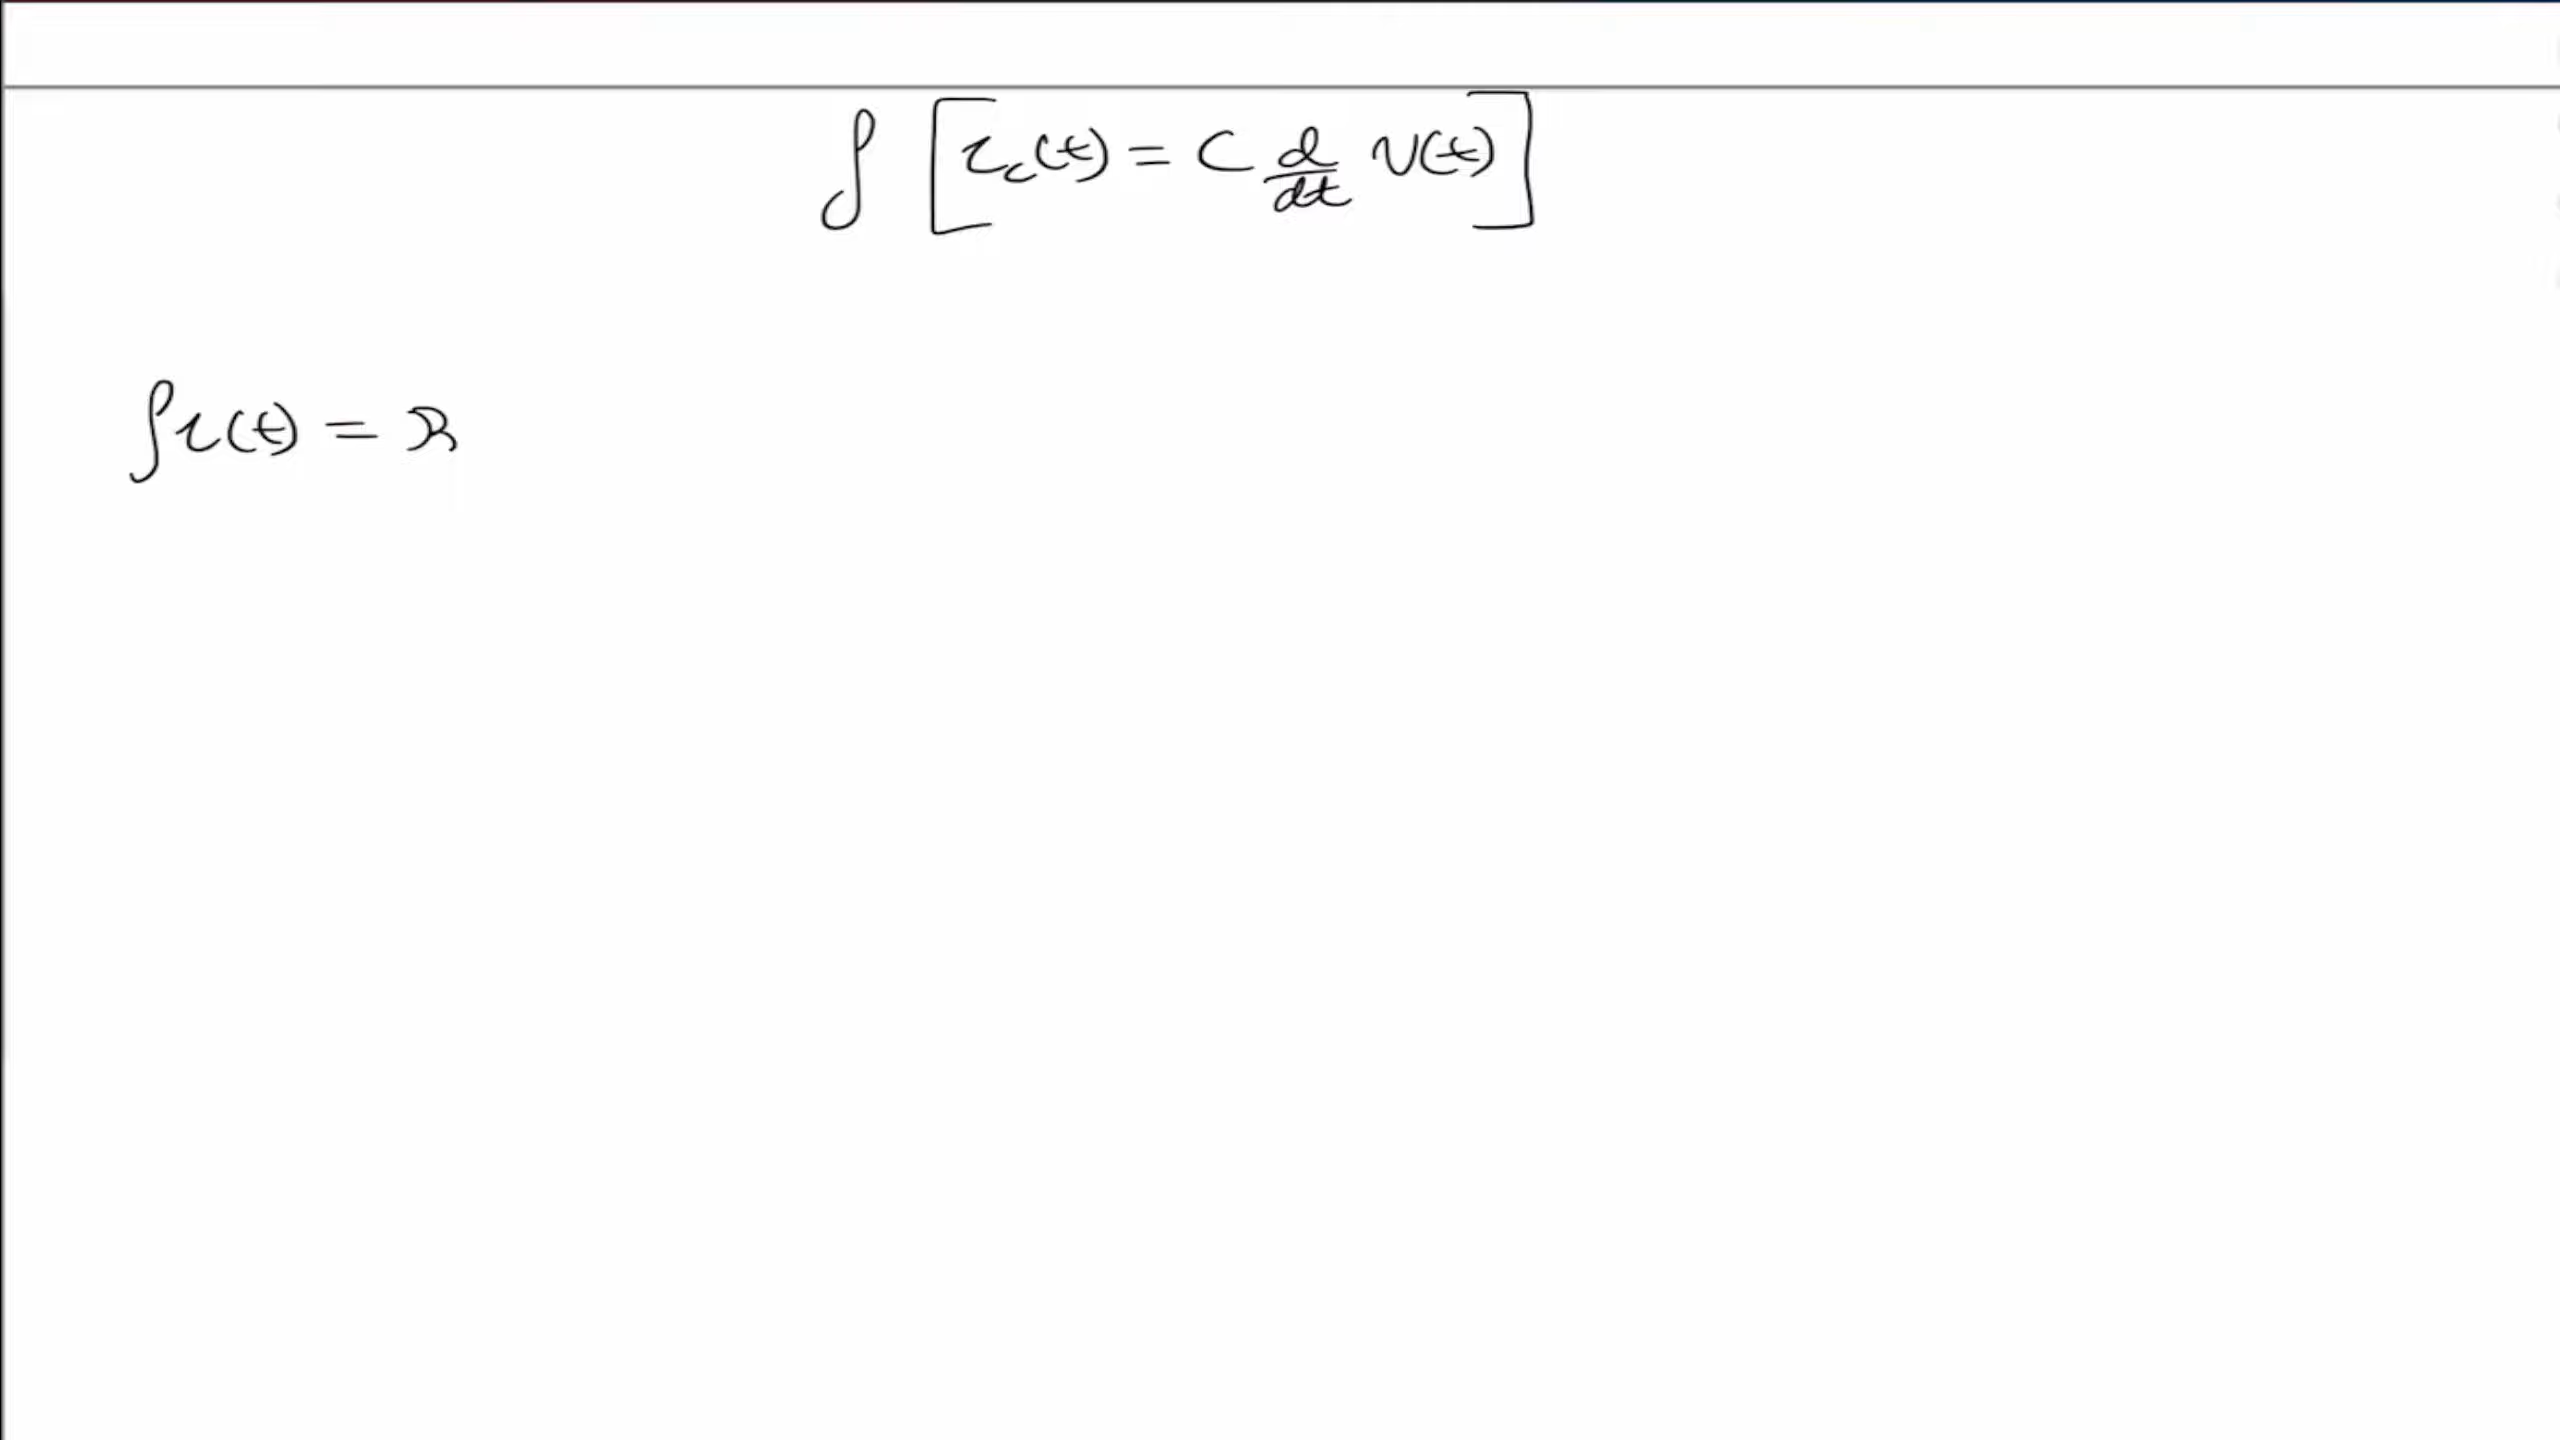 ∫ [ i_c(t) = C d/dt v(t) ]
∫ i(t) =